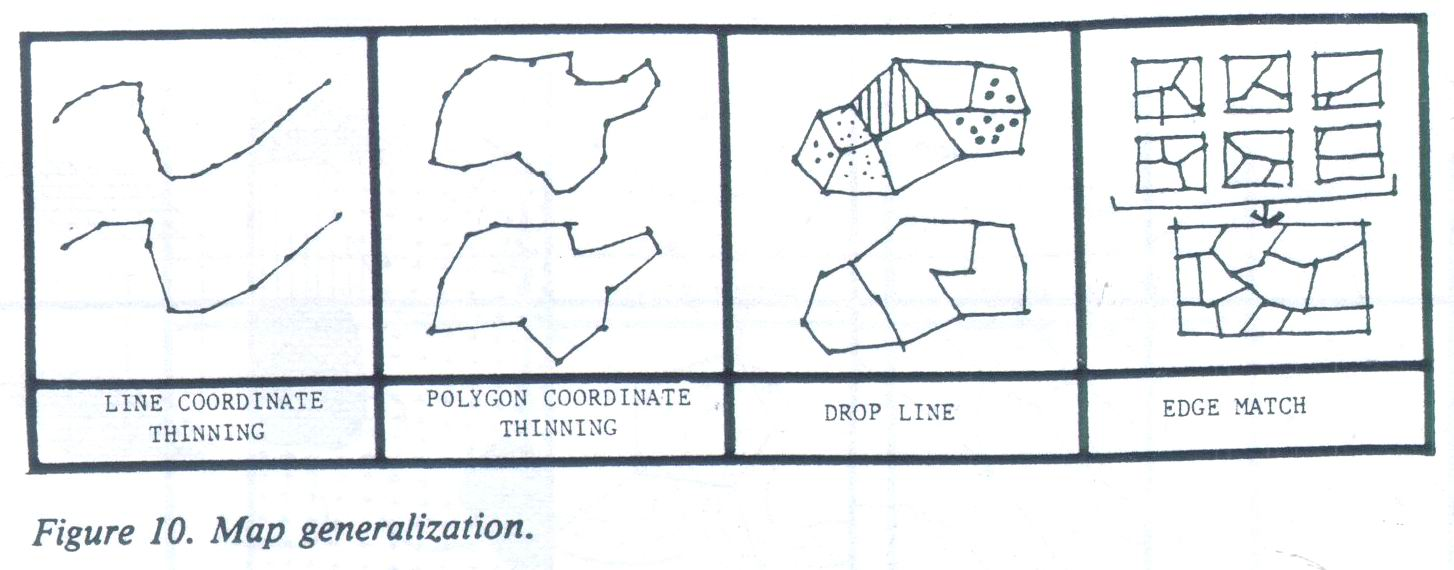 LINE COORDINATE
THINNING
POLYGON COORDINATE
THINNING
DROP LINE
EDGE MATCH
Figure 10. Map generalization.